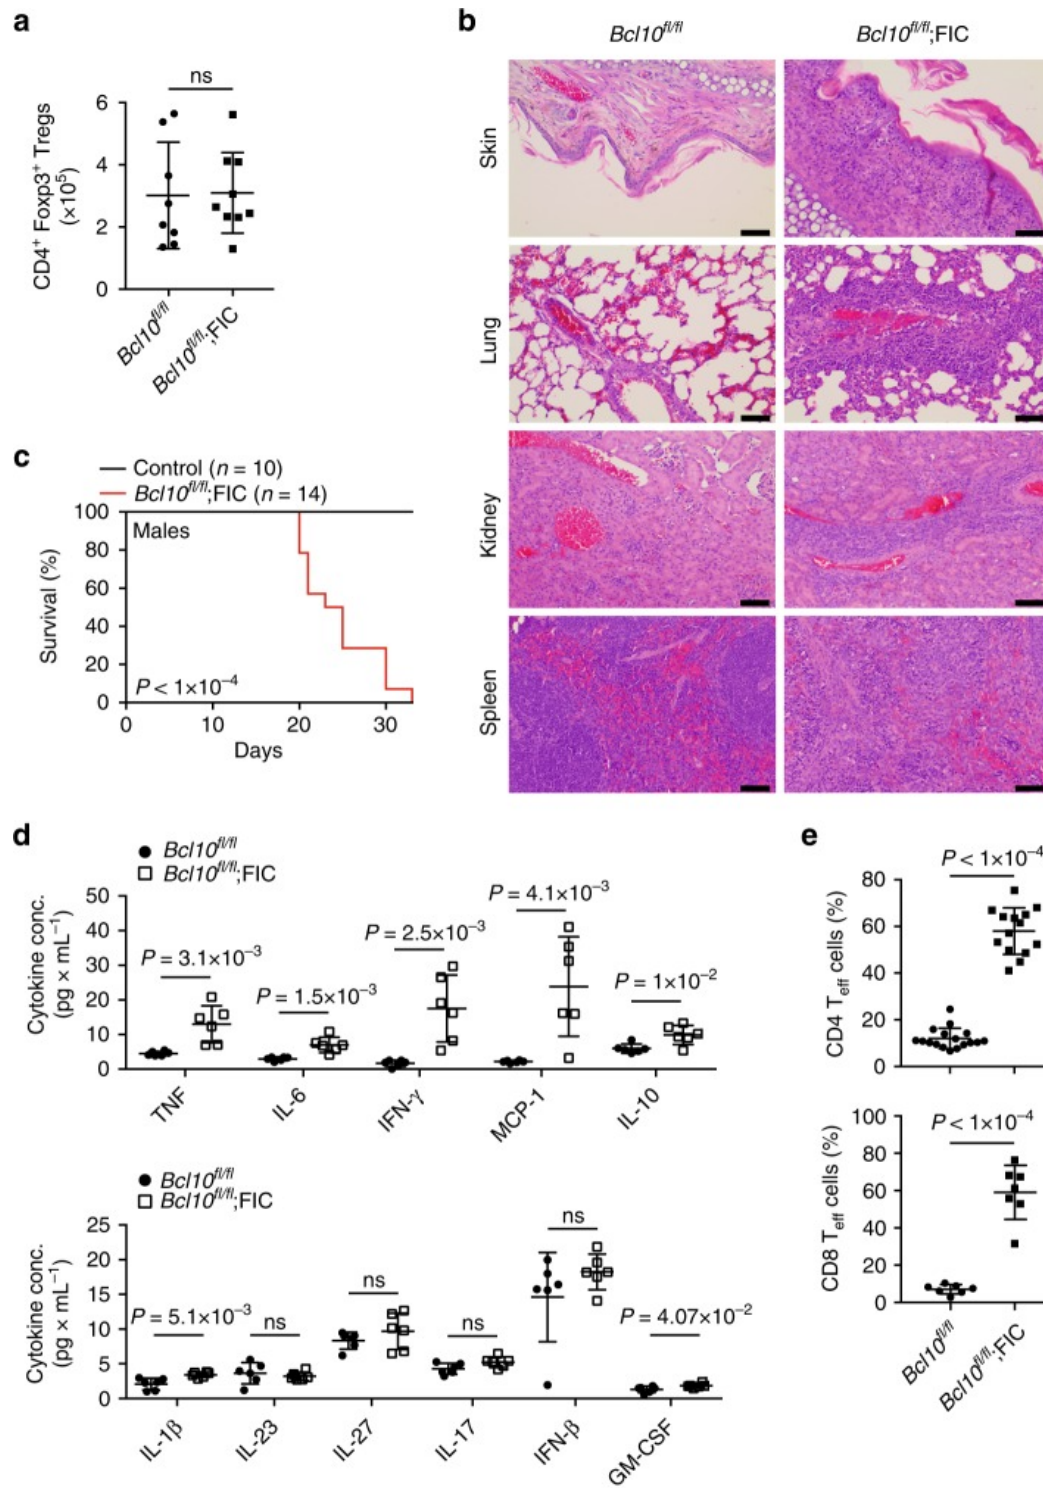 a
ns
6
4
2
0
CD4⁺ Foxp3⁺ Tregs
(×10⁵)
Bcl10ᶠˡ/ᶠˡ
Bcl10ᶠˡ/ᶠˡ;FIC
b
Bcl10ᶠˡ/ᶠˡ
Bcl10ᶠˡ/ᶠˡ;FIC
Skin
Lung
Kidney
Spleen
c
Control (n = 10)
Bcl10ᶠˡ/ᶠˡ;FIC (n = 14)
100
80
60
40
20
0
Survival (%)
Males
P < 1×10⁻⁴
0 10 20 30
Days
d
Bcl10ᶠˡ/ᶠˡ
Bcl10ᶠˡ/ᶠˡ;FIC
50
40
30
20
10
0
Cytokine conc.
(pg × mL⁻¹)
P = 3.1×10⁻³
P = 1.5×10⁻³
P = 2.5×10⁻³
P = 4.1×10⁻³
P = 1×10⁻²
TNF
IL-6
IFN-γ
MCP-1
IL-10
Bcl10ᶠˡ/ᶠˡ
Bcl10ᶠˡ/ᶠˡ;FIC
25
20
15
10
5
0
Cytokine conc.
(pg × mL⁻¹)
P = 5.1×10⁻³
ns
ns
ns
ns
P = 4.07×10⁻²
IL-1β
IL-23
IL-27
IL-17
IFN-β
GM-CSF
e
P < 1×10⁻⁴
80
60
40
20
0
CD4 Teff cells (%)
P < 1×10⁻⁴
100
80
60
40
20
0
CD8 Teff cells (%)
Bcl10ᶠˡ/ᶠˡ
Bcl10ᶠˡ/ᶠˡ;FIC